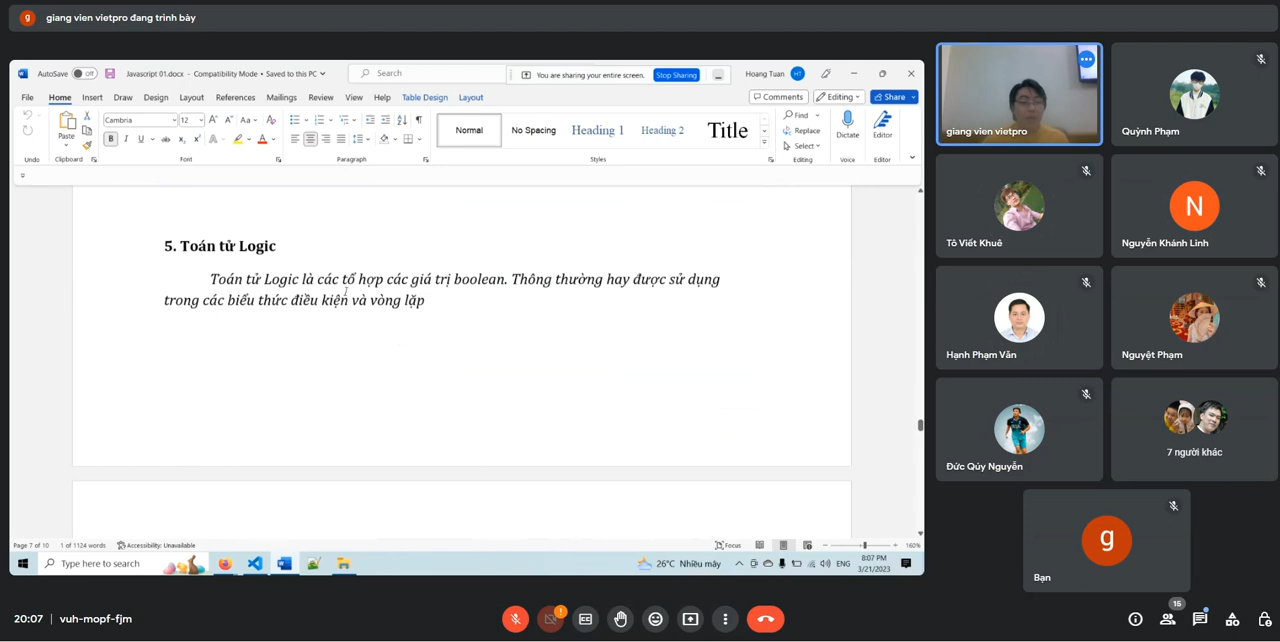 g giang vien vietpro đang trình bày
AutoSave Off Javascript 01.docx - Compatibility Mode • Saved to this PC Search You are sharing your entire screen. Stop Sharing Hoang Tuan HT
File Home Insert Draw Design Layout References Mailings Review View Help Table Design Layout Comments Editing Share
Paste Cambria 12 Normal No Spacing Heading 1 Heading 2 Title Find Replace Select Dictate Editor
Undo Clipboard Font Paragraph Styles Editing Voice Editor
5. Toán tử Logic
Toán tử Logic là các tổ hợp các giá trị boolean. Thông thường hay được sử dụng
trong các biểu thức điều kiện và vòng lặp
Page 7 of 10 1 of 1124 words Accessibility: Unavailable Focus 160%
Type here to search 26°C Nhiều mây ENG 8:07 PM
3/21/2023
giang vien vietpro
Quỳnh Phạm
Tô Viết Khuê
N
Nguyễn Khánh Linh
Hạnh Phạm Văn
Nguyệt Phạm
Đức Qúy Nguyễn
7 người khác
g
Bạn
20:07 | vuh-mopf-fjm
15